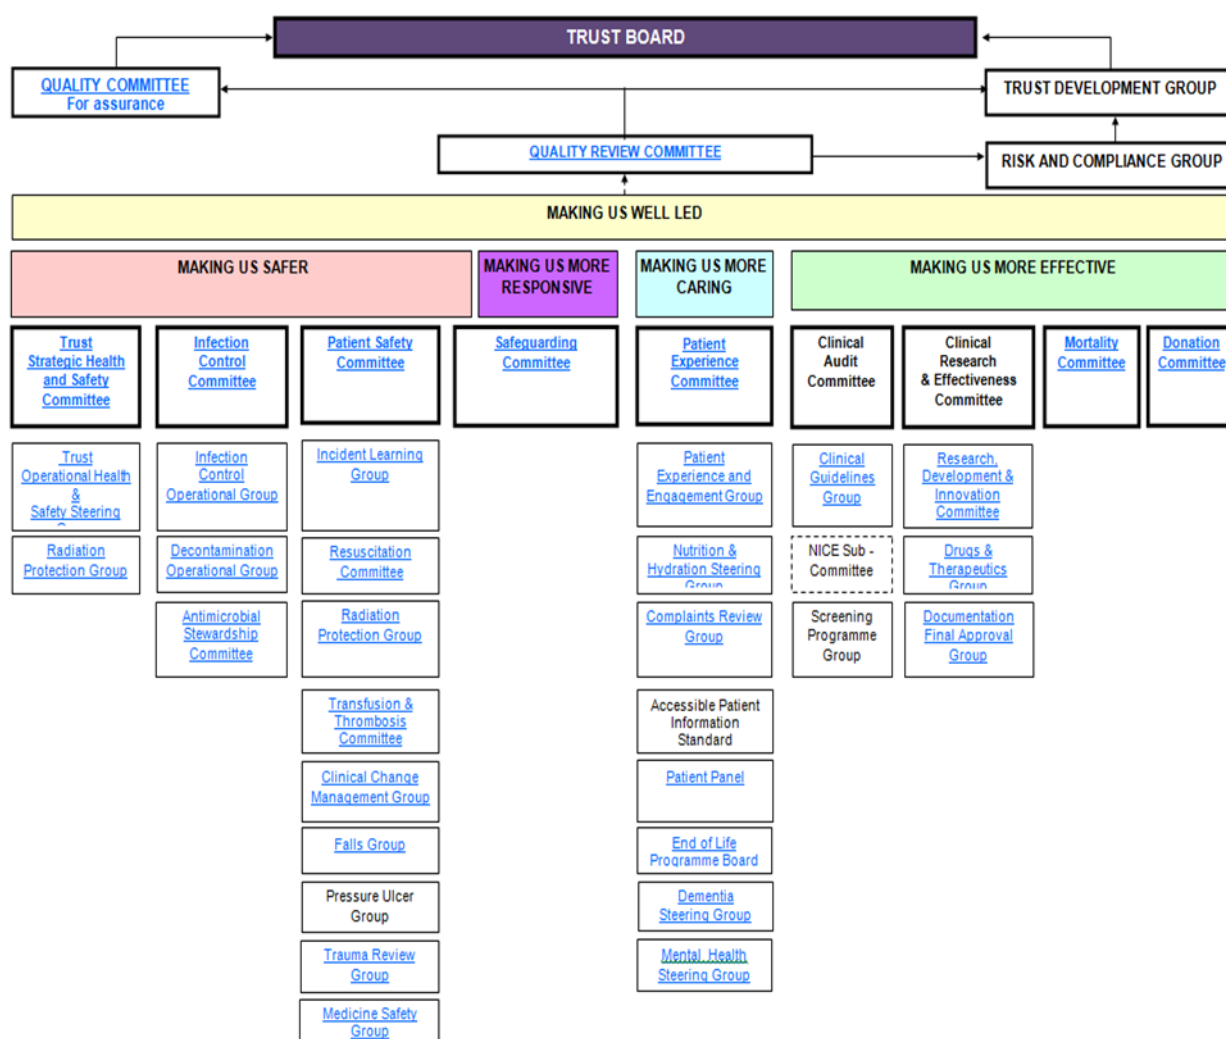 TRUST BOARD
QUALITY COMMITTEE
For assurance
TRUST DEVELOPMENT GROUP
QUALITY REVIEW COMMITTEE
RISK AND COMPLIANCE GROUP
MAKING US WELL LED
MAKING US SAFER
MAKING US MORE
RESPONSIVE
MAKING US MORE
CARING
MAKING US MORE EFFECTIVE
Trust
Strategic Health
and Safety
Committee
Infection
Control
Committee
Patient Safety
Committee
Safeguarding
Committee
Patient
Experience
Committee
Clinical
Audit
Committee
Clinical
Research
& Effectiveness
Committee
Mortality
Committee
Donation
Committee
Trust
Operational Health
&
Safety Steering
Infection
Control
Operational Group
Incident Learning
Group
Patient
Experience and
Engagement Group
Clinical
Guidelines
Group
Research,
Development &
Innovation
Committee
Radiation
Protection Group
Decontamination
Operational Group
Resuscitation
Committee
Nutrition &
Hydration Steering
Group
NICE Sub -
Committee
Drugs &
Therapeutics
Group
Antimicrobial
Stewardship
Committee
Radiation
Protection Group
Complaints Review
Group
Screening
Programme
Group
Documentation
Final Approval
Group
Transfusion &
Thrombosis
Committee
Accessible Patient
Information
Standard
Clinical Change
Management Group
Patient Panel
Falls Group
End of Life
Programme Board
Pressure Ulcer
Group
Dementia
Steering Group
Trauma Review
Group
Mental Health
Steering Group
Medicine Safety
Group